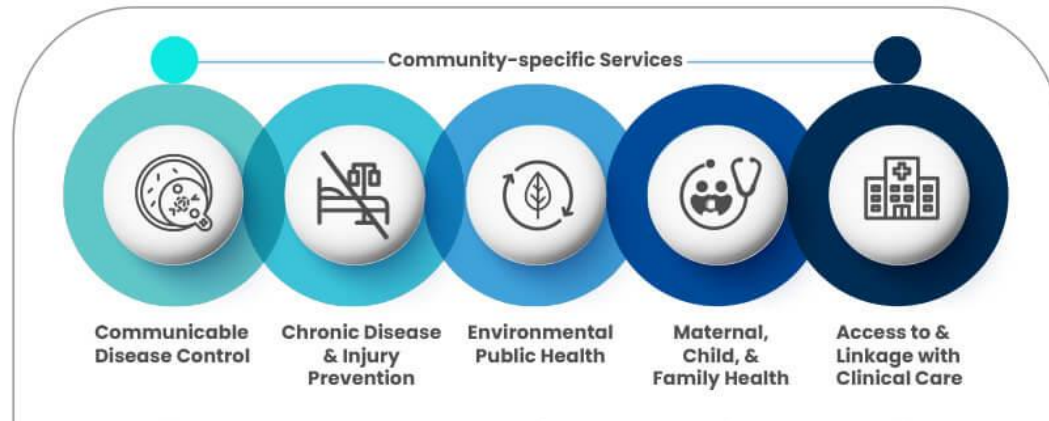 Community-specific Services
Communicable
Disease Control
Chronic Disease
& Injury
Prevention
Environmental
Public Health
Maternal,
Child, &
Family Health
Access to &
Linkage with
Clinical Care